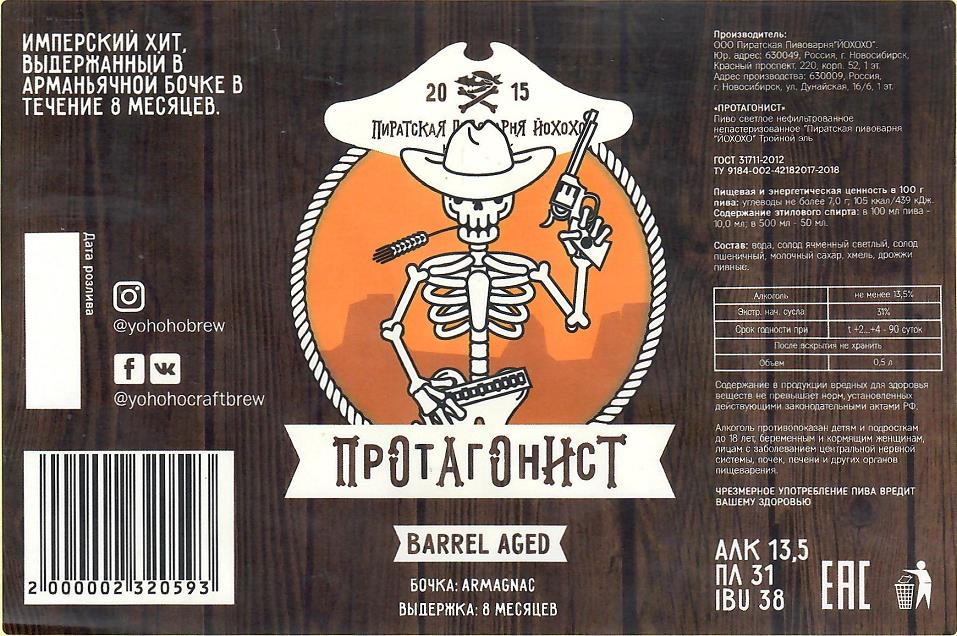 ИМПЕРСКИЙ ХИТ,
ВЫДЕРЖАННЫЙ В
АРМАНЬЯЧНОЙ БОЧКЕ В
ТЕЧЕНИЕ 8 МЕСЯЦЕВ.
Дата розлива
@yohohobrew
@yohohocraftbrew
2 000002 320593
20 15
ПИРАТСКАЯ П РНЯ ЙОХОХО
ПРОТАГОНИСТ
BARREL AGED
БОЧКА: ARMAGNAC
ВЫДЕРЖКА: 8 МЕСЯЦЕВ
Производитель:
ООО Пиратская Пивоварня"ЙОХОХО".
Юр. адрес: 630049, Россия, г. Новосибирск,
Красный проспект, 220, корп. 52, 1 эт.
Адрес производства: 630009, Россия,
г. Новосибирск, ул. Дунайская, 16/6, 1 эт.
«ПРОТАГОНИСТ»
Пиво светлое нефильтрованное
непастеризованное "Пиратская пивоварня
"ЙОХОХО" Тройной эль
ГОСТ 31711-2012
ТУ 9184-002-42182017-2018
Пищевая и энергетическая ценность в 100 г
пива: углеводы не более 7,0 г; 105 ккал/439 кДж.
Содержание этилового спирта: в 100 мл пива -
10,0 мл; в 500 мл - 50 мл.
Состав: вода, солод ячменный светлый, солод
пшеничный, молочный сахар, хмель, дрожжи
пивные.
Алкоголь не менее 13,5%
Экстр. нач. сусла 31%
Срок годности при t +2...+4 - 90 суток
После вскрытия не хранить
Объем 0,5 л
Содержание в продукции вредных для здоровья
веществ не превышает норм, установленных
действующими законодательными актами РФ.
Алкоголь противопоказан детям и подросткам
до 18 лет, беременным и кормящим женщинам,
лицам с заболеванием центральной нервной
системы, почек, печени и других органов
пищеварения.
ЧРЕЗМЕРНОЕ УПОТРЕБЛЕНИЕ ПИВА ВРЕДИТ
ВАШЕМУ ЗДОРОВЬЮ
АЛК 13,5
ПЛ 31
IBU 38
EAC